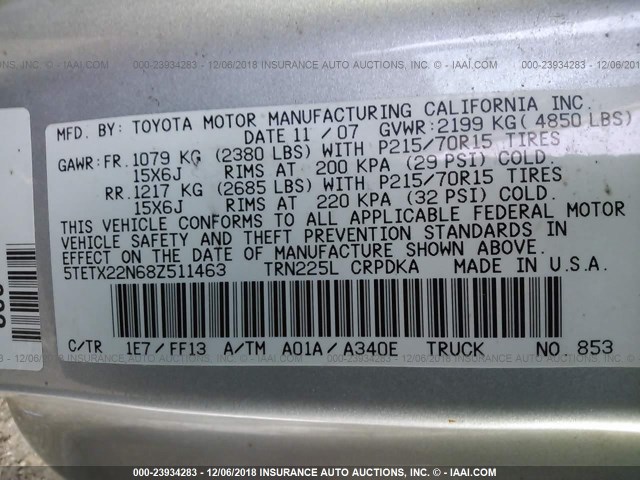 000-23934283 - 12/06/2018 INSURANCE AUTO AUCTIONS, INC. - IAAI.COM
MFD. BY: TOYOTA MOTOR MANUFACTURING CALIFORNIA INC.
DATE 11 / 07 GVWR: 2199 KG( 4850 LBS)
GAWR: FR. 1079 KG (2380 LBS) WITH P215/70R15 TIRES
15X6J RIMS AT 200 KPA (29 PSI) COLD.
RR. 1217 KG (2685 LBS) WITH P215/70R15 TIRES
15X6J RIMS AT 220 KPA (32 PSI) COLD.
THIS VEHICLE CONFORMS TO ALL APPLICABLE FEDERAL MOTOR
VEHICLE SAFETY AND THEFT PREVENTION STANDARDS IN
EFFECT ON THE DATE OF MANUFACTURE SHOWN ABOVE.
5TETX22N68Z511463 TRN225L CRPDKA MADE IN U.S.A
C/TR 1E7/FF13 A/TM A01A/A340E TRUCK NO. 853
000-23934283 - 12/06/2018 INSURANCE AUTO AUCTIONS, INC. - IAAI.COM